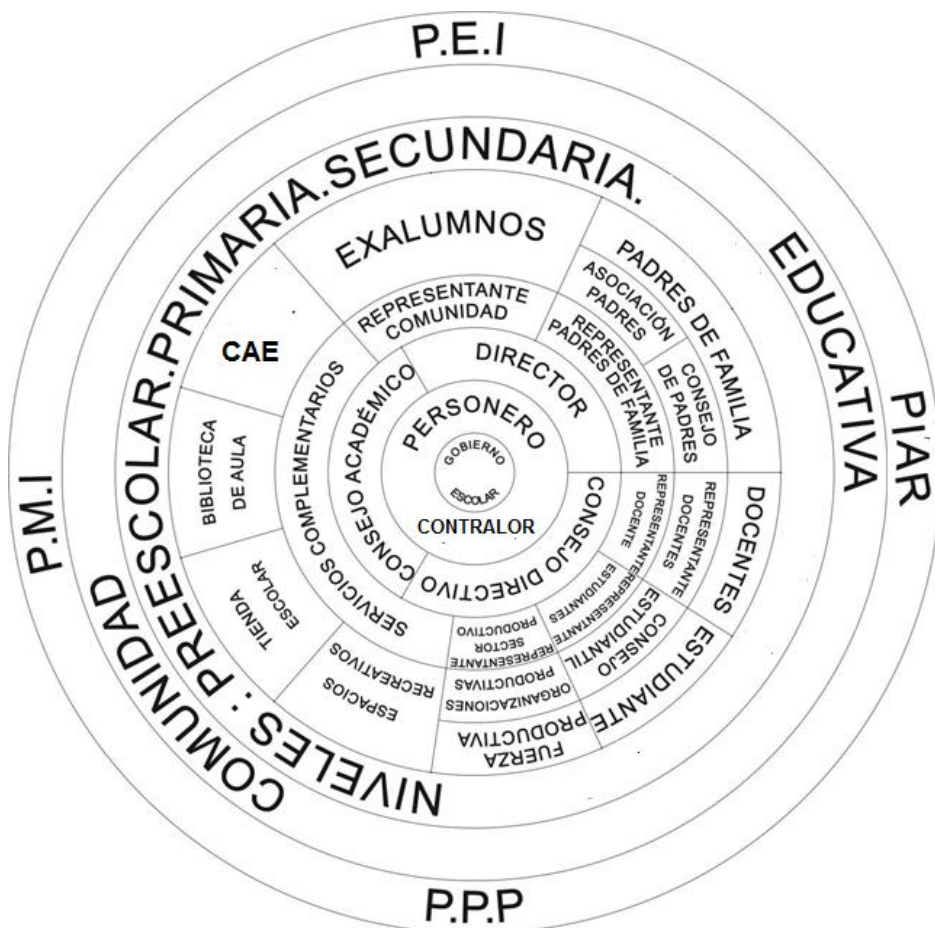 P.E.I
PIAR
P.P.P
P.M.I
COMUNIDAD
EDUCATIVA
NIVELES : PREESCOLAR.PRIMARIA.SECUNDARIA.
EXALUMNOS
REPRESENTANTE
COMUNIDAD
PADRES DE FAMILIA
ASOCIACIÓN
PADRES
CONSEJO
DE PADRES
REPRESENTANTE
PADRES DE FAMILIA
DOCENTES
REPRESENTANTE
DOCENTES
REPRESENTANTE
DOCENTE
ESTUDIANTE
CONSEJO
ESTUDIANTIL
REPRESENTANTE
ESTUDIANTES
FUERZA
PRODUCTIVA
ORGANIZACIONES
PRODUCTIVAS
REPRESENTANTE
SECTOR
PRODUCTIVO
SERVICIOS COMPLEMENTARIOS
CAE
BIBLIOTECA
DE AULA
TIENDA
ESCOLAR
ESPACIOS
RECREATIVOS
CONSEJO ACADÉMICO
DIRECTOR
CONSEJO DIRECTIVO
PERSONERO
CONTRALOR
GOBIERNO
ESCOLAR